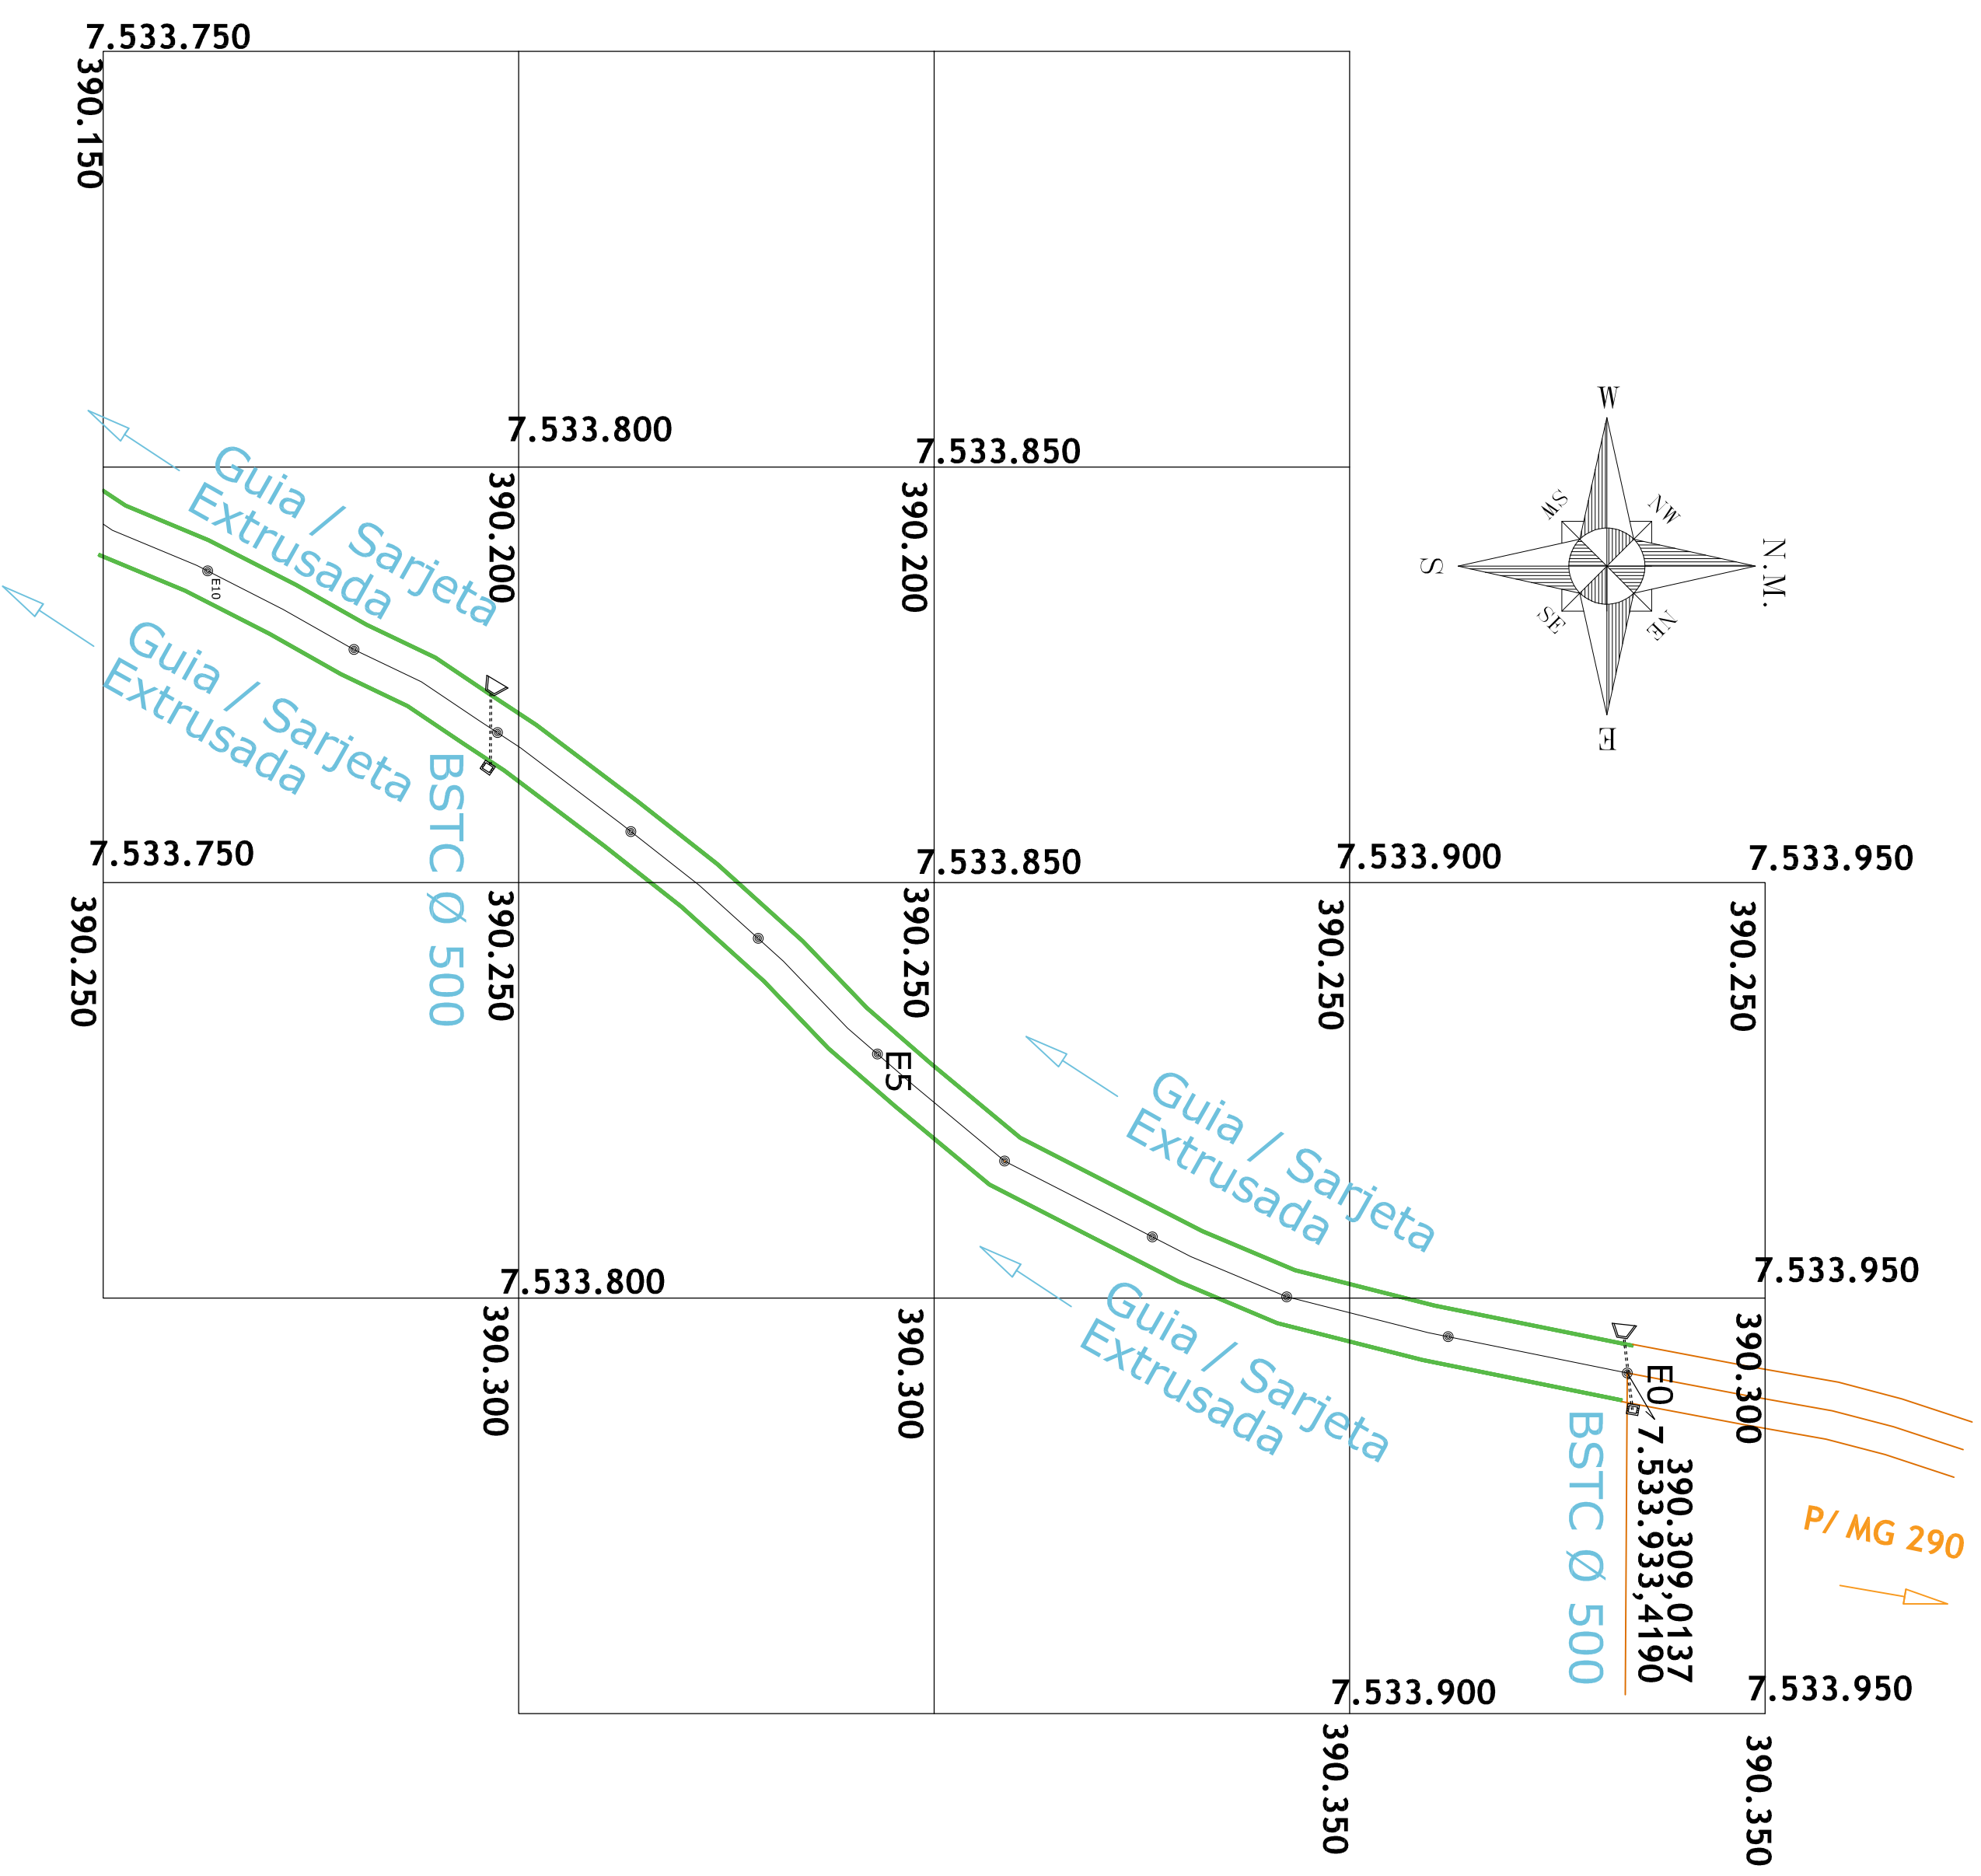 7.533.750
390.150
W
7.533.800
7.533.850
Guia / Sarjeta
Extrusada
390.200
390.200
SW
NW
N.M.
S
E10
SE
NE
Guia / Sarjeta
Extrusada
E
BSTC Ø 500
7.533.750
7.533.850
7.533.900
7.533.950
390.250
390.250
390.250
390.250
390.250
E5
Guia / Sarjeta
Extrusada
7.533.800
7.533.950
Guia / Sarjeta
Extrusada
390.300
390.300
390.300
E0
390.309,0137
7.533.933,4190
BSTC Ø 500
P/ MG 290
7.533.900
7.533.950
390.350
390.350